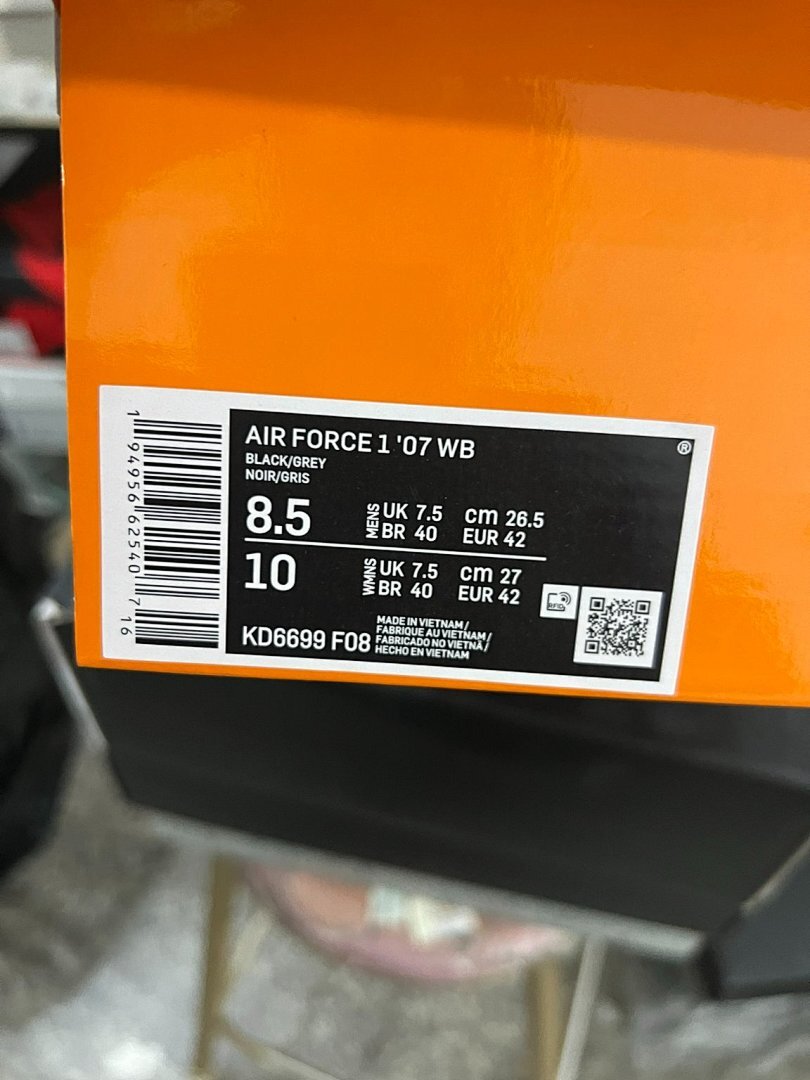 1 94956 62540 7 16
AIR FORCE 1 '07 WB
®
BLACK/GREY
NOIR/GRIS
8.5 MENS UK 7.5 cm 26.5
BR 40 EUR 42
10 WMNS UK 7.5 cm 27
BR 40 EUR 42
RFID
KD6699 F08
MADE IN VIETNAM/
FABRIQUE AU VIETNAM/
FABRICADO NO VIETNÃ/
HECHO EN VIETNAM